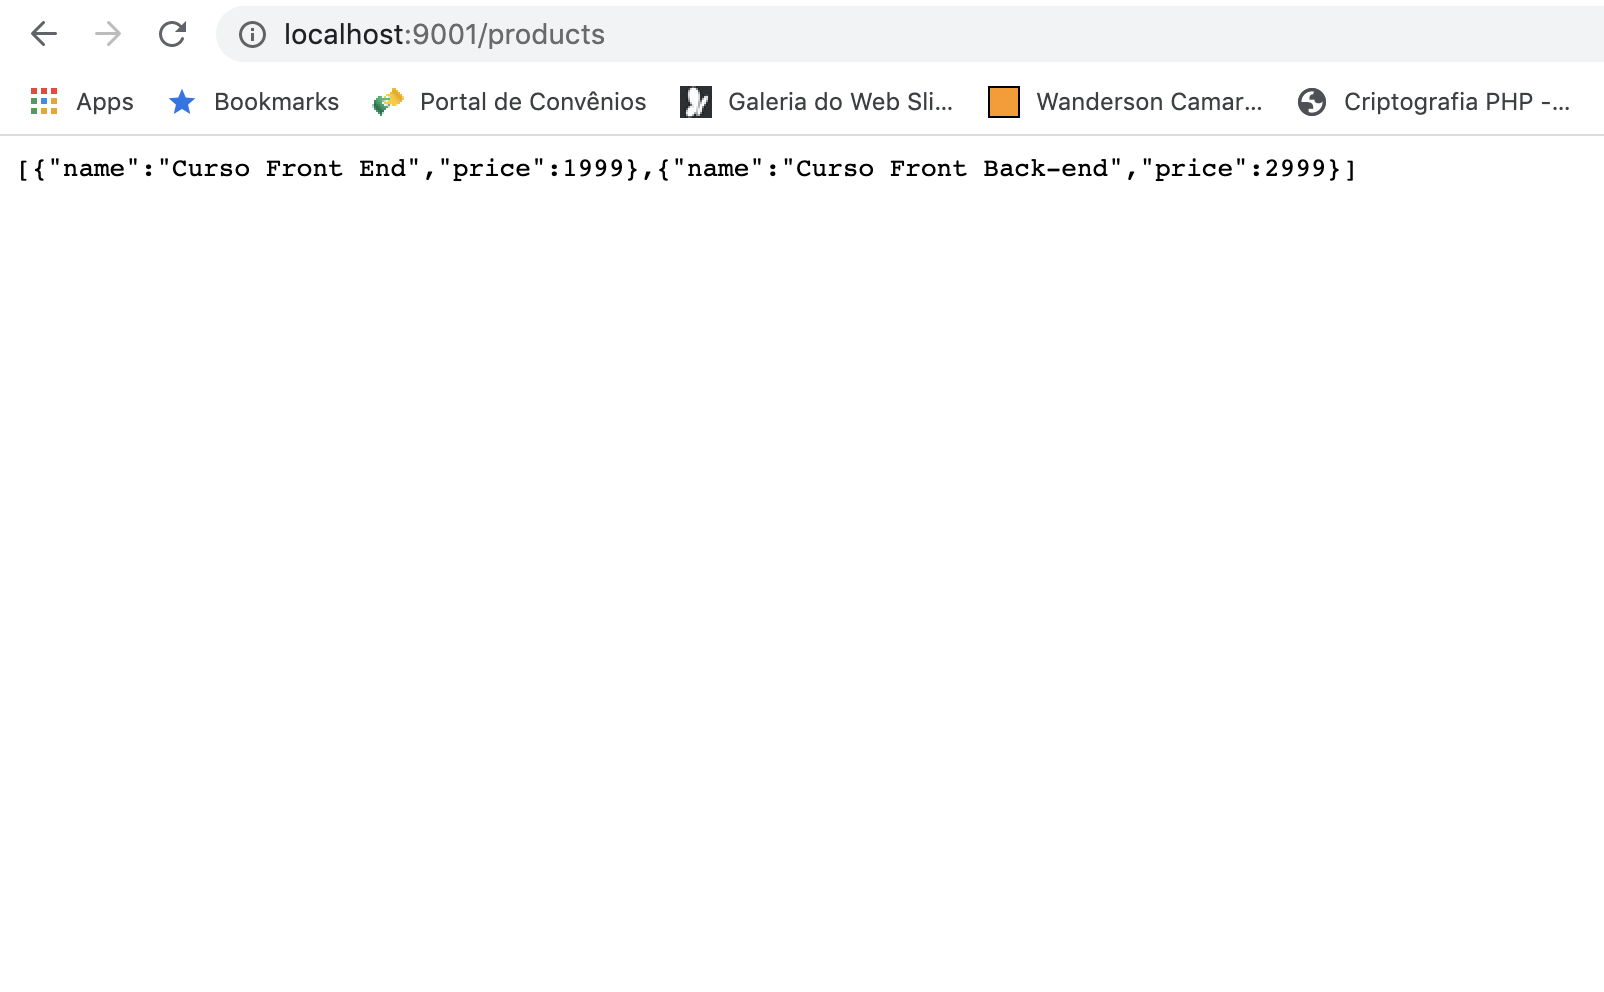 localhost:9001/products
Apps Bookmarks Portal de Convênios Galeria do Web Sli... Wanderson Camar... Criptografia PHP -...
[{"name":"Curso Front End","price":1999},{"name":"Curso Front Back-end","price":2999}]